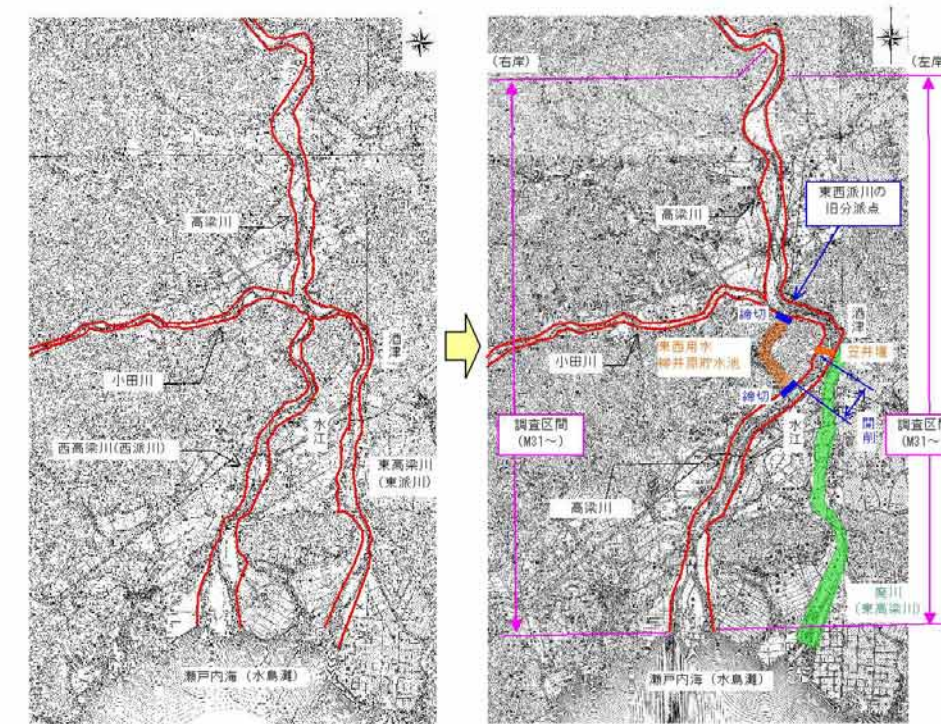 高梁川
小田川
酒津
水江
西高梁川(西派川)
東高梁川
(東派川)
瀬戸内海（水島灘）
(右岸)
(左岸
東西派川の
旧分派点
高梁川
締切
酒津
東西用水
柳井原貯水池
笠井堰
小田川
締切
開削
調査区間
(M31～)
水江
調査区間
(M31～)
高梁川
廃川
(東高梁川)
瀬戸内海（水島灘）